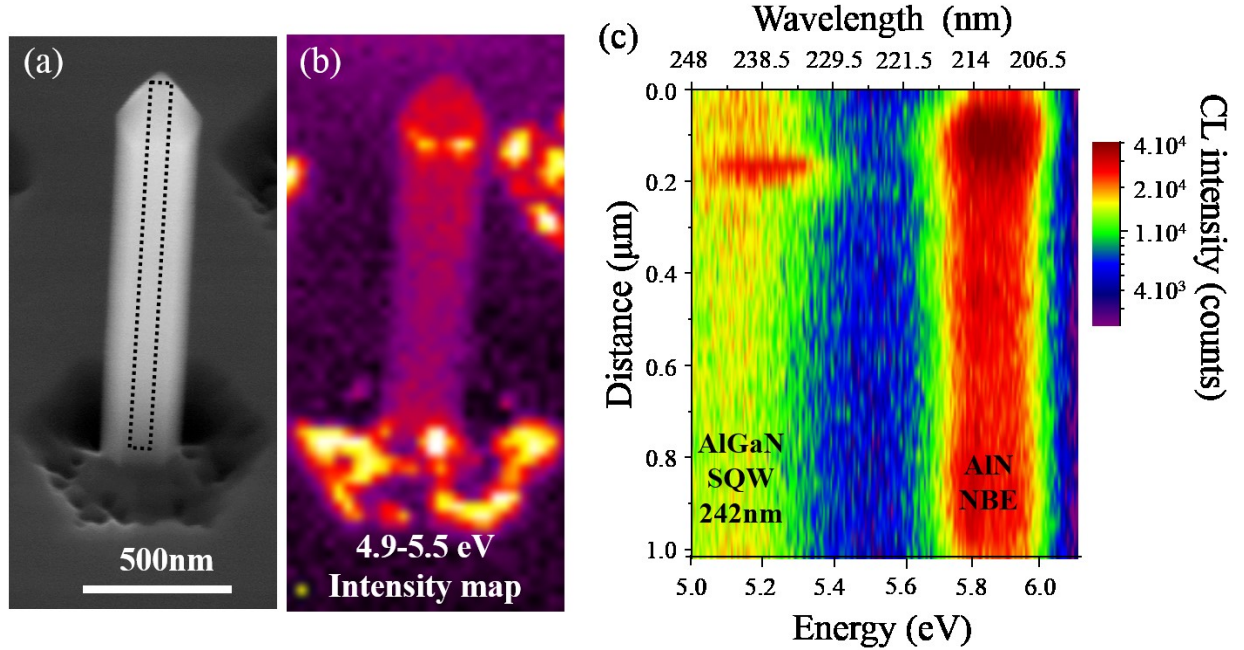 (a)
500nm
(b)
4.9-5.5 eV
Intensity map
(c)
Wavelength (nm)
248 238.5 229.5 221.5 214 206.5
Distance (μm)
0.0
0.2
0.4
0.6
0.8
1.0
AlGaN
SQW
242nm
AlN
NBE
5.0 5.2 5.4 5.6 5.8 6.0
Energy (eV)
4.10⁴
2.10⁴
1.10⁴
4.10³
CL intensity (counts)